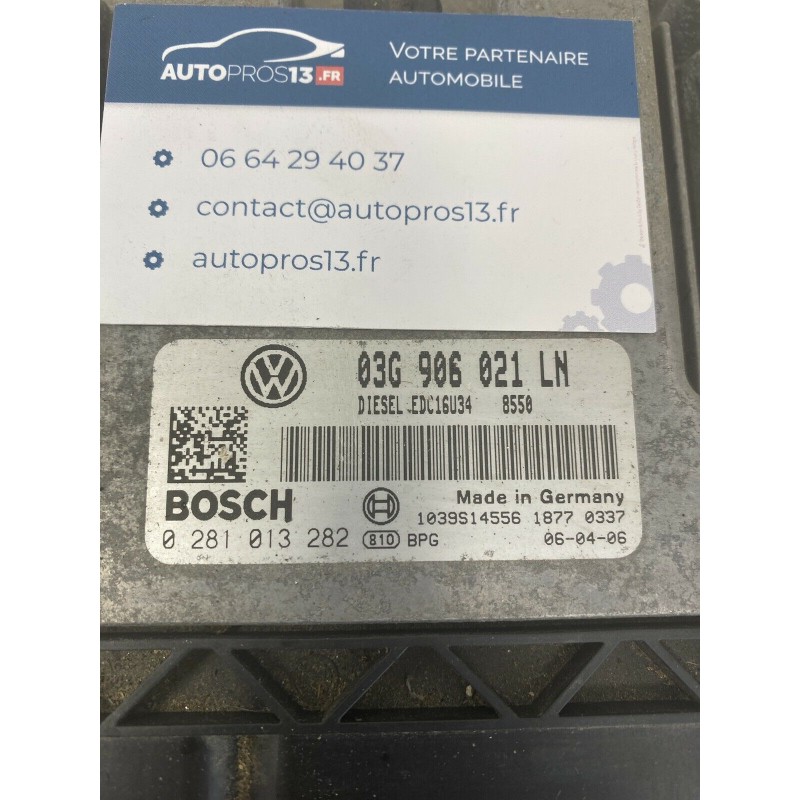 AUTOPROS13.FR
VOTRE PARTENAIRE
AUTOMOBILE
06 64 29 40 37
contact@autopros13.fr
autopros13.fr
03G 906 021 LN
DIESEL EDC16U34 8550
BOSCH
Made in Germany
1039S14556 1877 0337
0 281 013 282 810 BPG 06-04-06